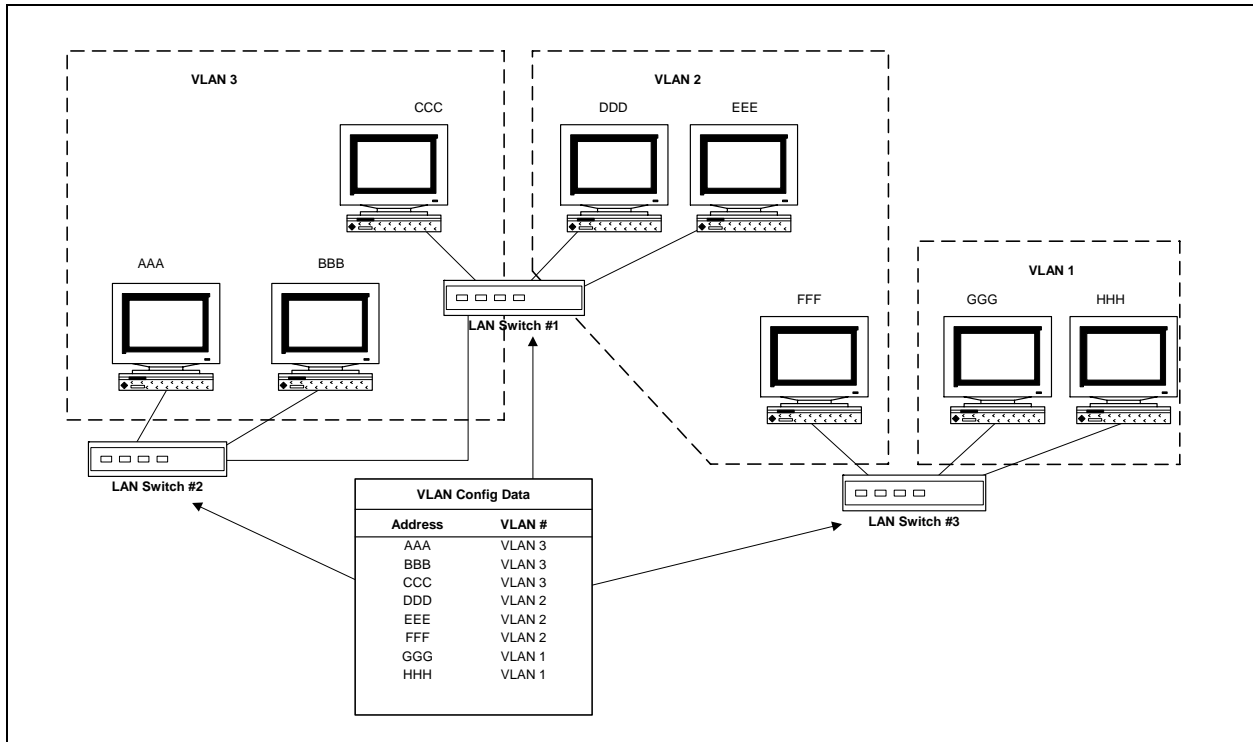 VLAN 3
VLAN 2
CCC
DDD
EEE
AAA
BBB
VLAN 1
FFF
GGG
HHH
LAN Switch #1
LAN Switch #2
LAN Switch #3
VLAN Config Data
Address VLAN #
AAA VLAN 3
BBB VLAN 3
CCC VLAN 3
DDD VLAN 2
EEE VLAN 2
FFF VLAN 2
GGG VLAN 1
HHH VLAN 1